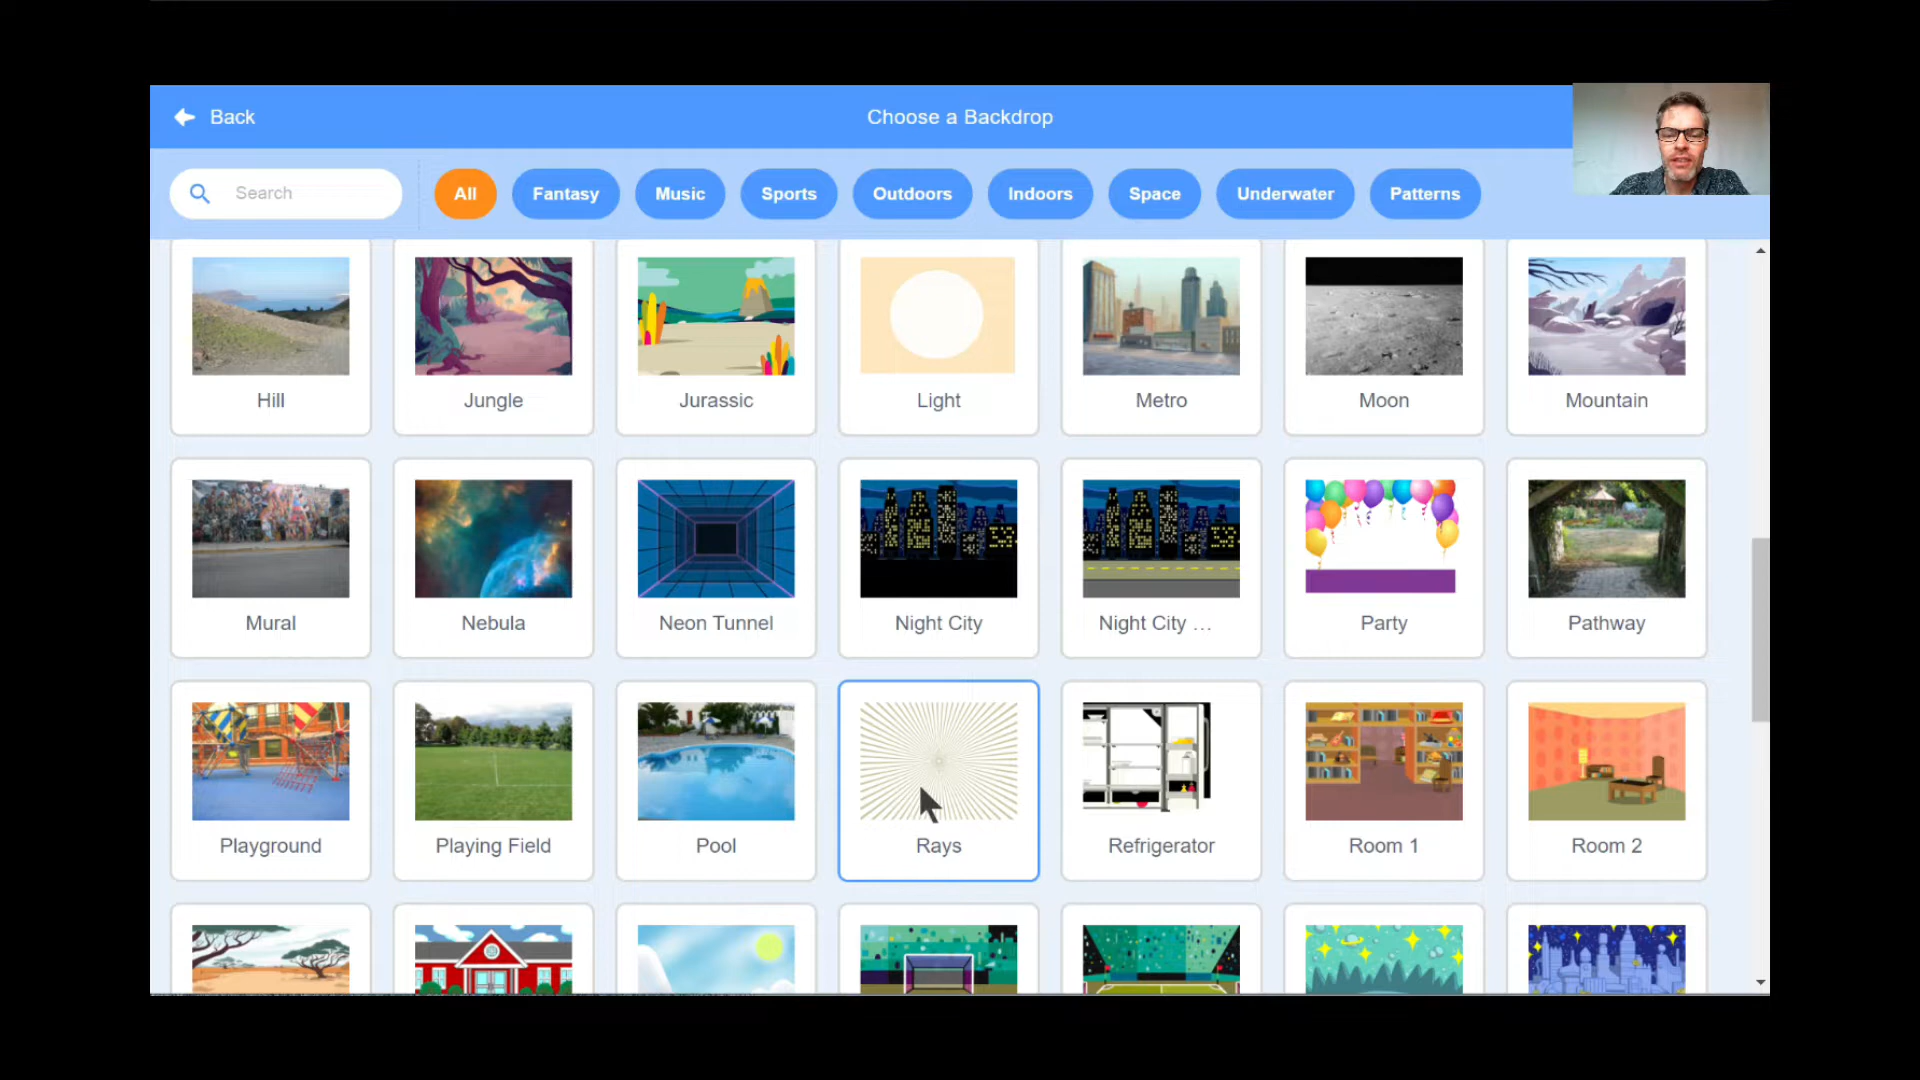 Back
Choose a Backdrop
Search
All
Fantasy
Music
Sports
Outdoors
Indoors
Space
Underwater
Patterns
Hill
Jungle
Jurassic
Light
Metro
Moon
Mountain
Mural
Nebula
Neon Tunnel
Night City
Night City ...
Party
Pathway
Playground
Playing Field
Pool
Rays
Refrigerator
Room 1
Room 2